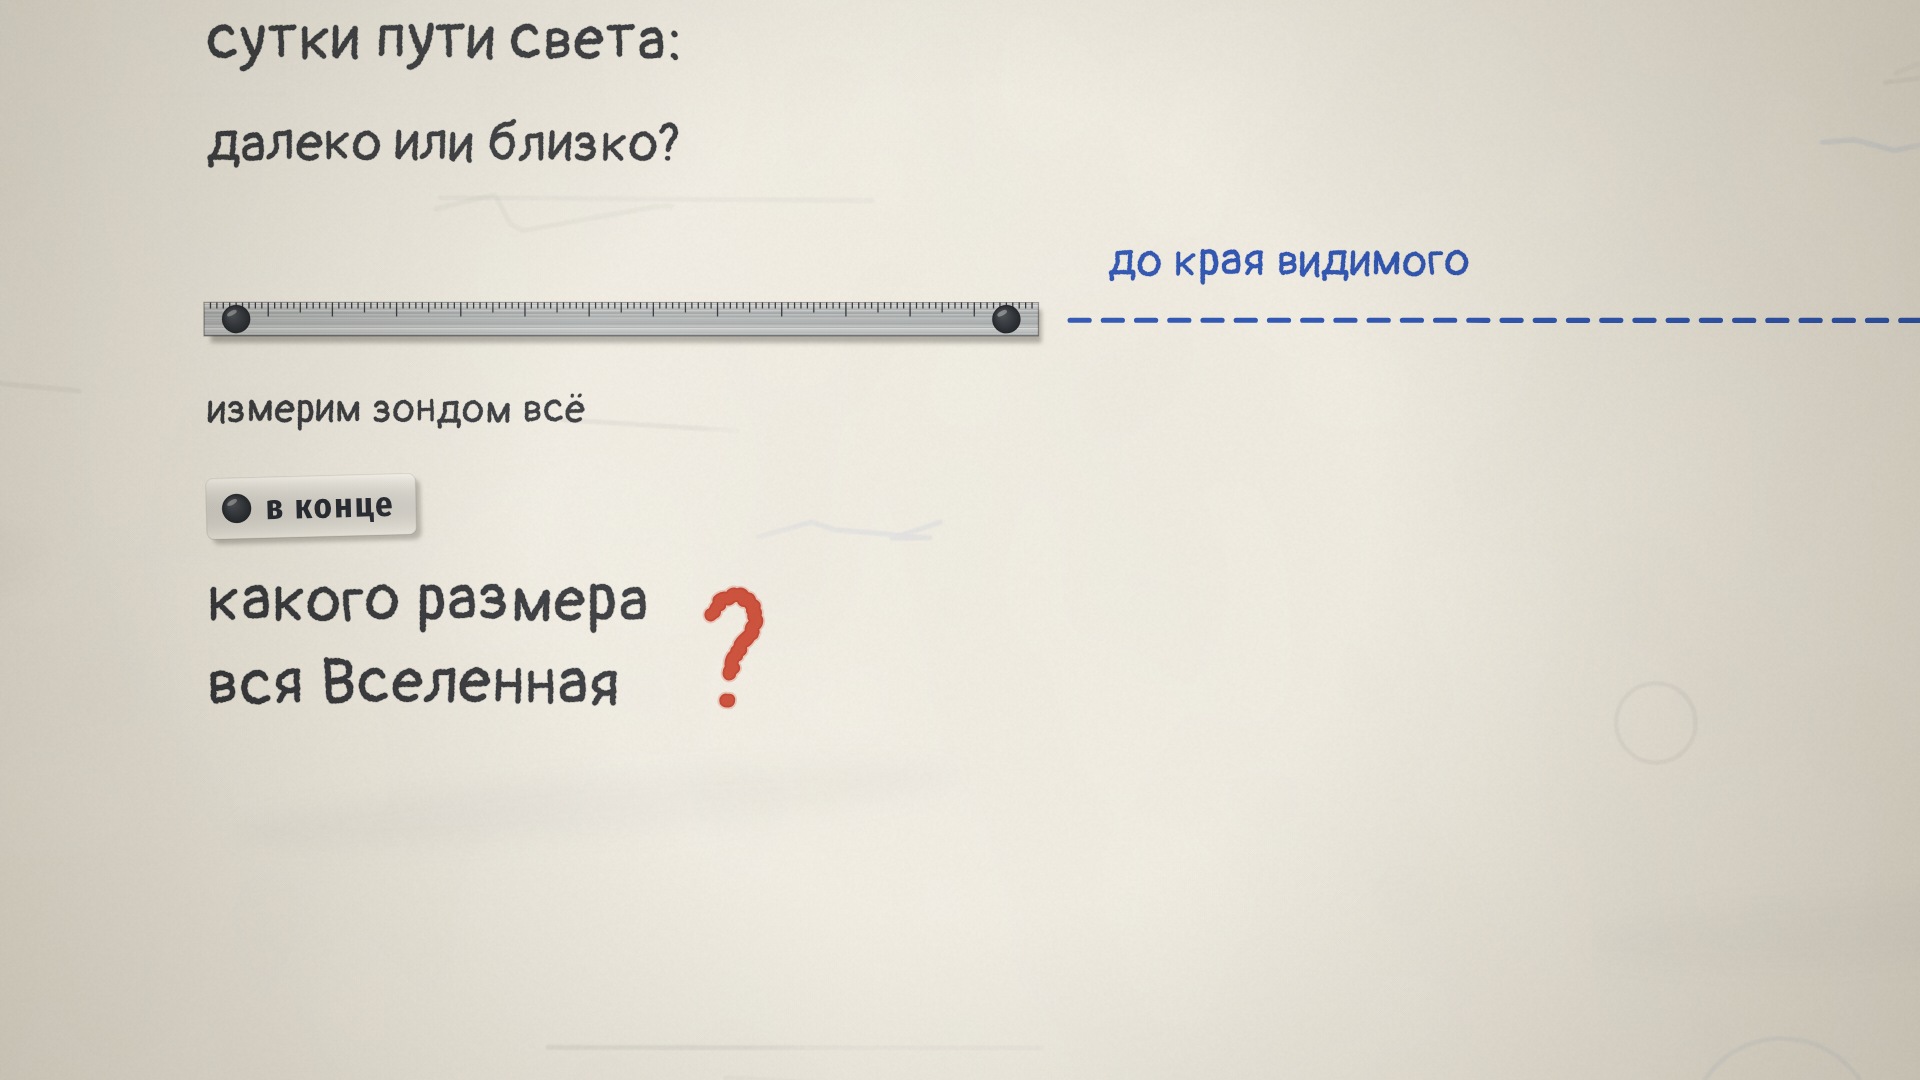 сутки пути света:
далеко или близко?
до края видимого
измерим зондом всё
в конце
какого размера
вся Вселенная
?